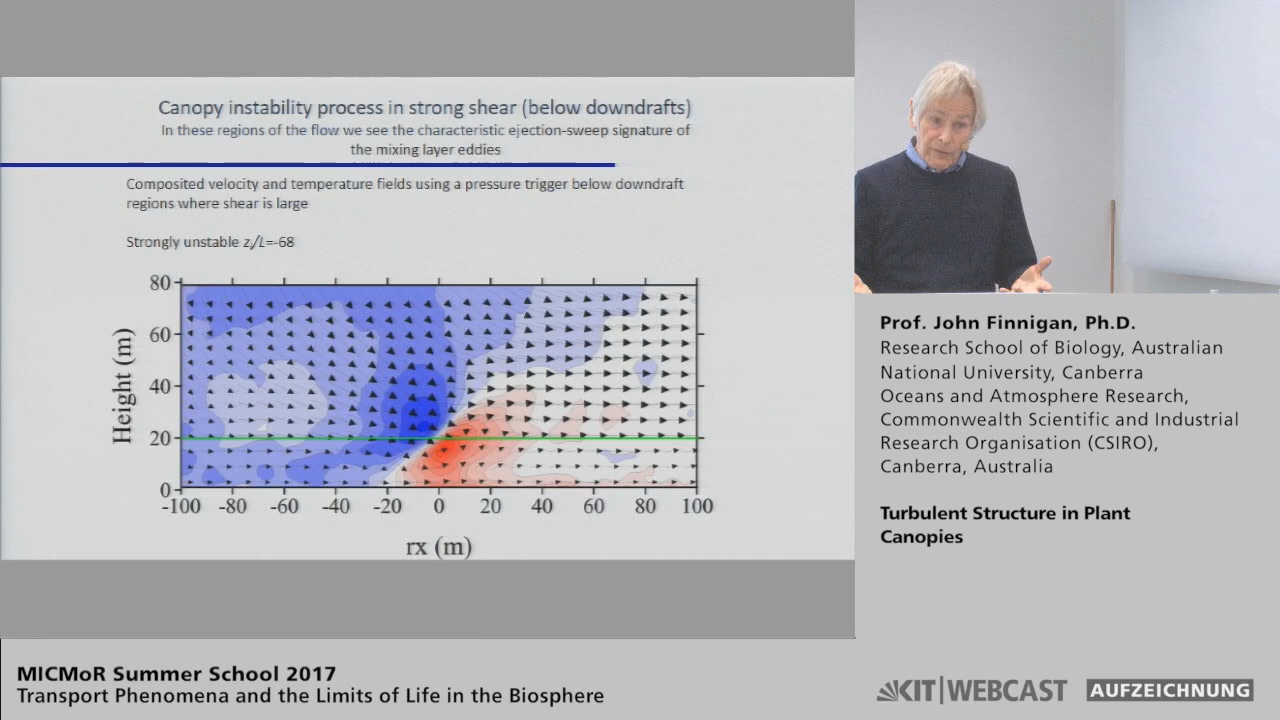 Canopy instability process in strong shear (below downdrafts)
In these regions of the flow we see the characteristic ejection-sweep signature of
the mixing layer eddies
Composited velocity and temperature fields using a pressure trigger below downdraft
regions where shear is large
Strongly unstable zᵢ/L=-68
80
60
40
20
0
Height (m)
-100 -80 -60 -40 -20 0 20 40 60 80 100
rx (m)
Prof. John Finnigan, Ph.D.
Research School of Biology, Australian
National University, Canberra
Oceans and Atmosphere Research,
Commonwealth Scientific and Industrial
Research Organisation (CSIRO),
Canberra, Australia
Turbulent Structure in Plant
Canopies
MICMoR Summer School 2017
Transport Phenomena and the Limits of Life in the Biosphere
KIT|WEBCAST AUFZEICHNUNG